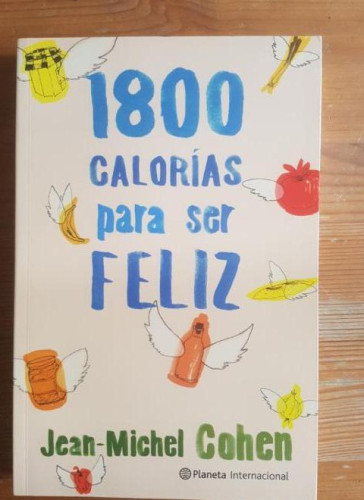 1800
CALORÍAS
para ser
FELIZ
Jean-Michel Cohen
Planeta Internacional